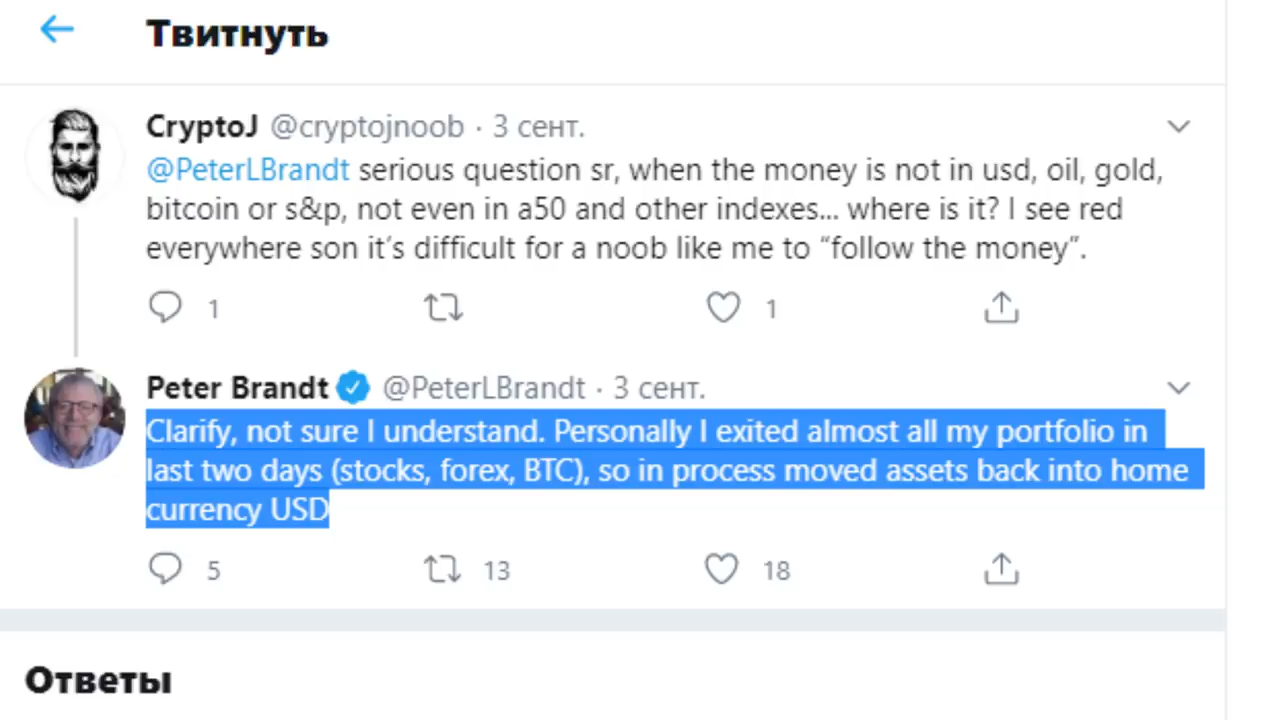 Твитнуть
CryptoJ @cryptojnoob · 3 сент.
@PeterLBrandt serious question sr, when the money is not in usd, oil, gold,
bitcoin or s&p, not even in a50 and other indexes... where is it? I see red
everywhere son it’s difficult for a noob like me to “follow the money”.
1 1
Peter Brandt @PeterLBrandt · 3 сент.
Clarify, not sure I understand. Personally I exited almost all my portfolio in
last two days (stocks, forex, BTC), so in process moved assets back into home
currency USD
5 13 18
Ответы